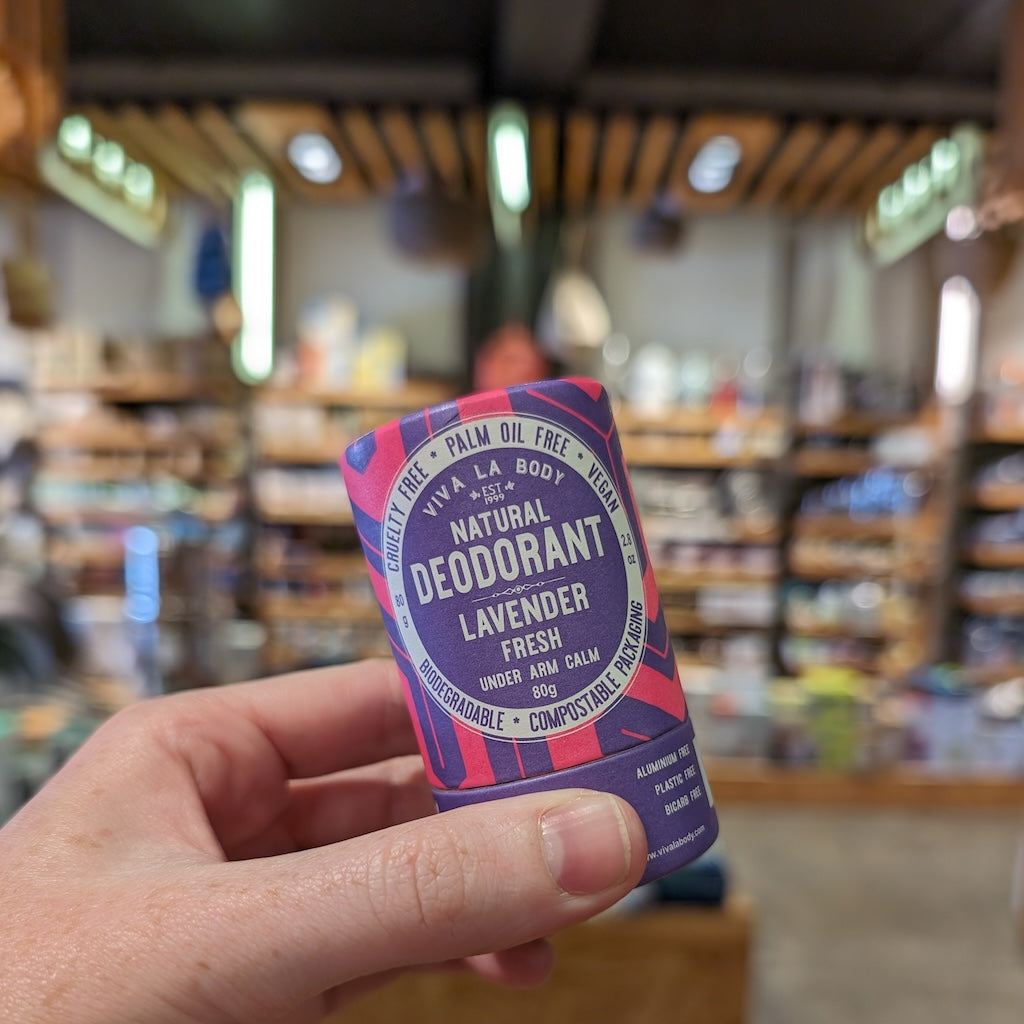 CRUELTY FREE * PALM OIL FREE * VEGAN
VIVA LA BODY
EST
1999
NATURAL
DEODORANT
2.8 oz
LAVENDER
80 g
FRESH
UNDER ARM CALM
80g
BIODEGRADABLE * COMPOSTABLE PACKAGING
ALUMINIUM FREE
PLASTIC FREE
BICARB FREE
www.vivalabody.com